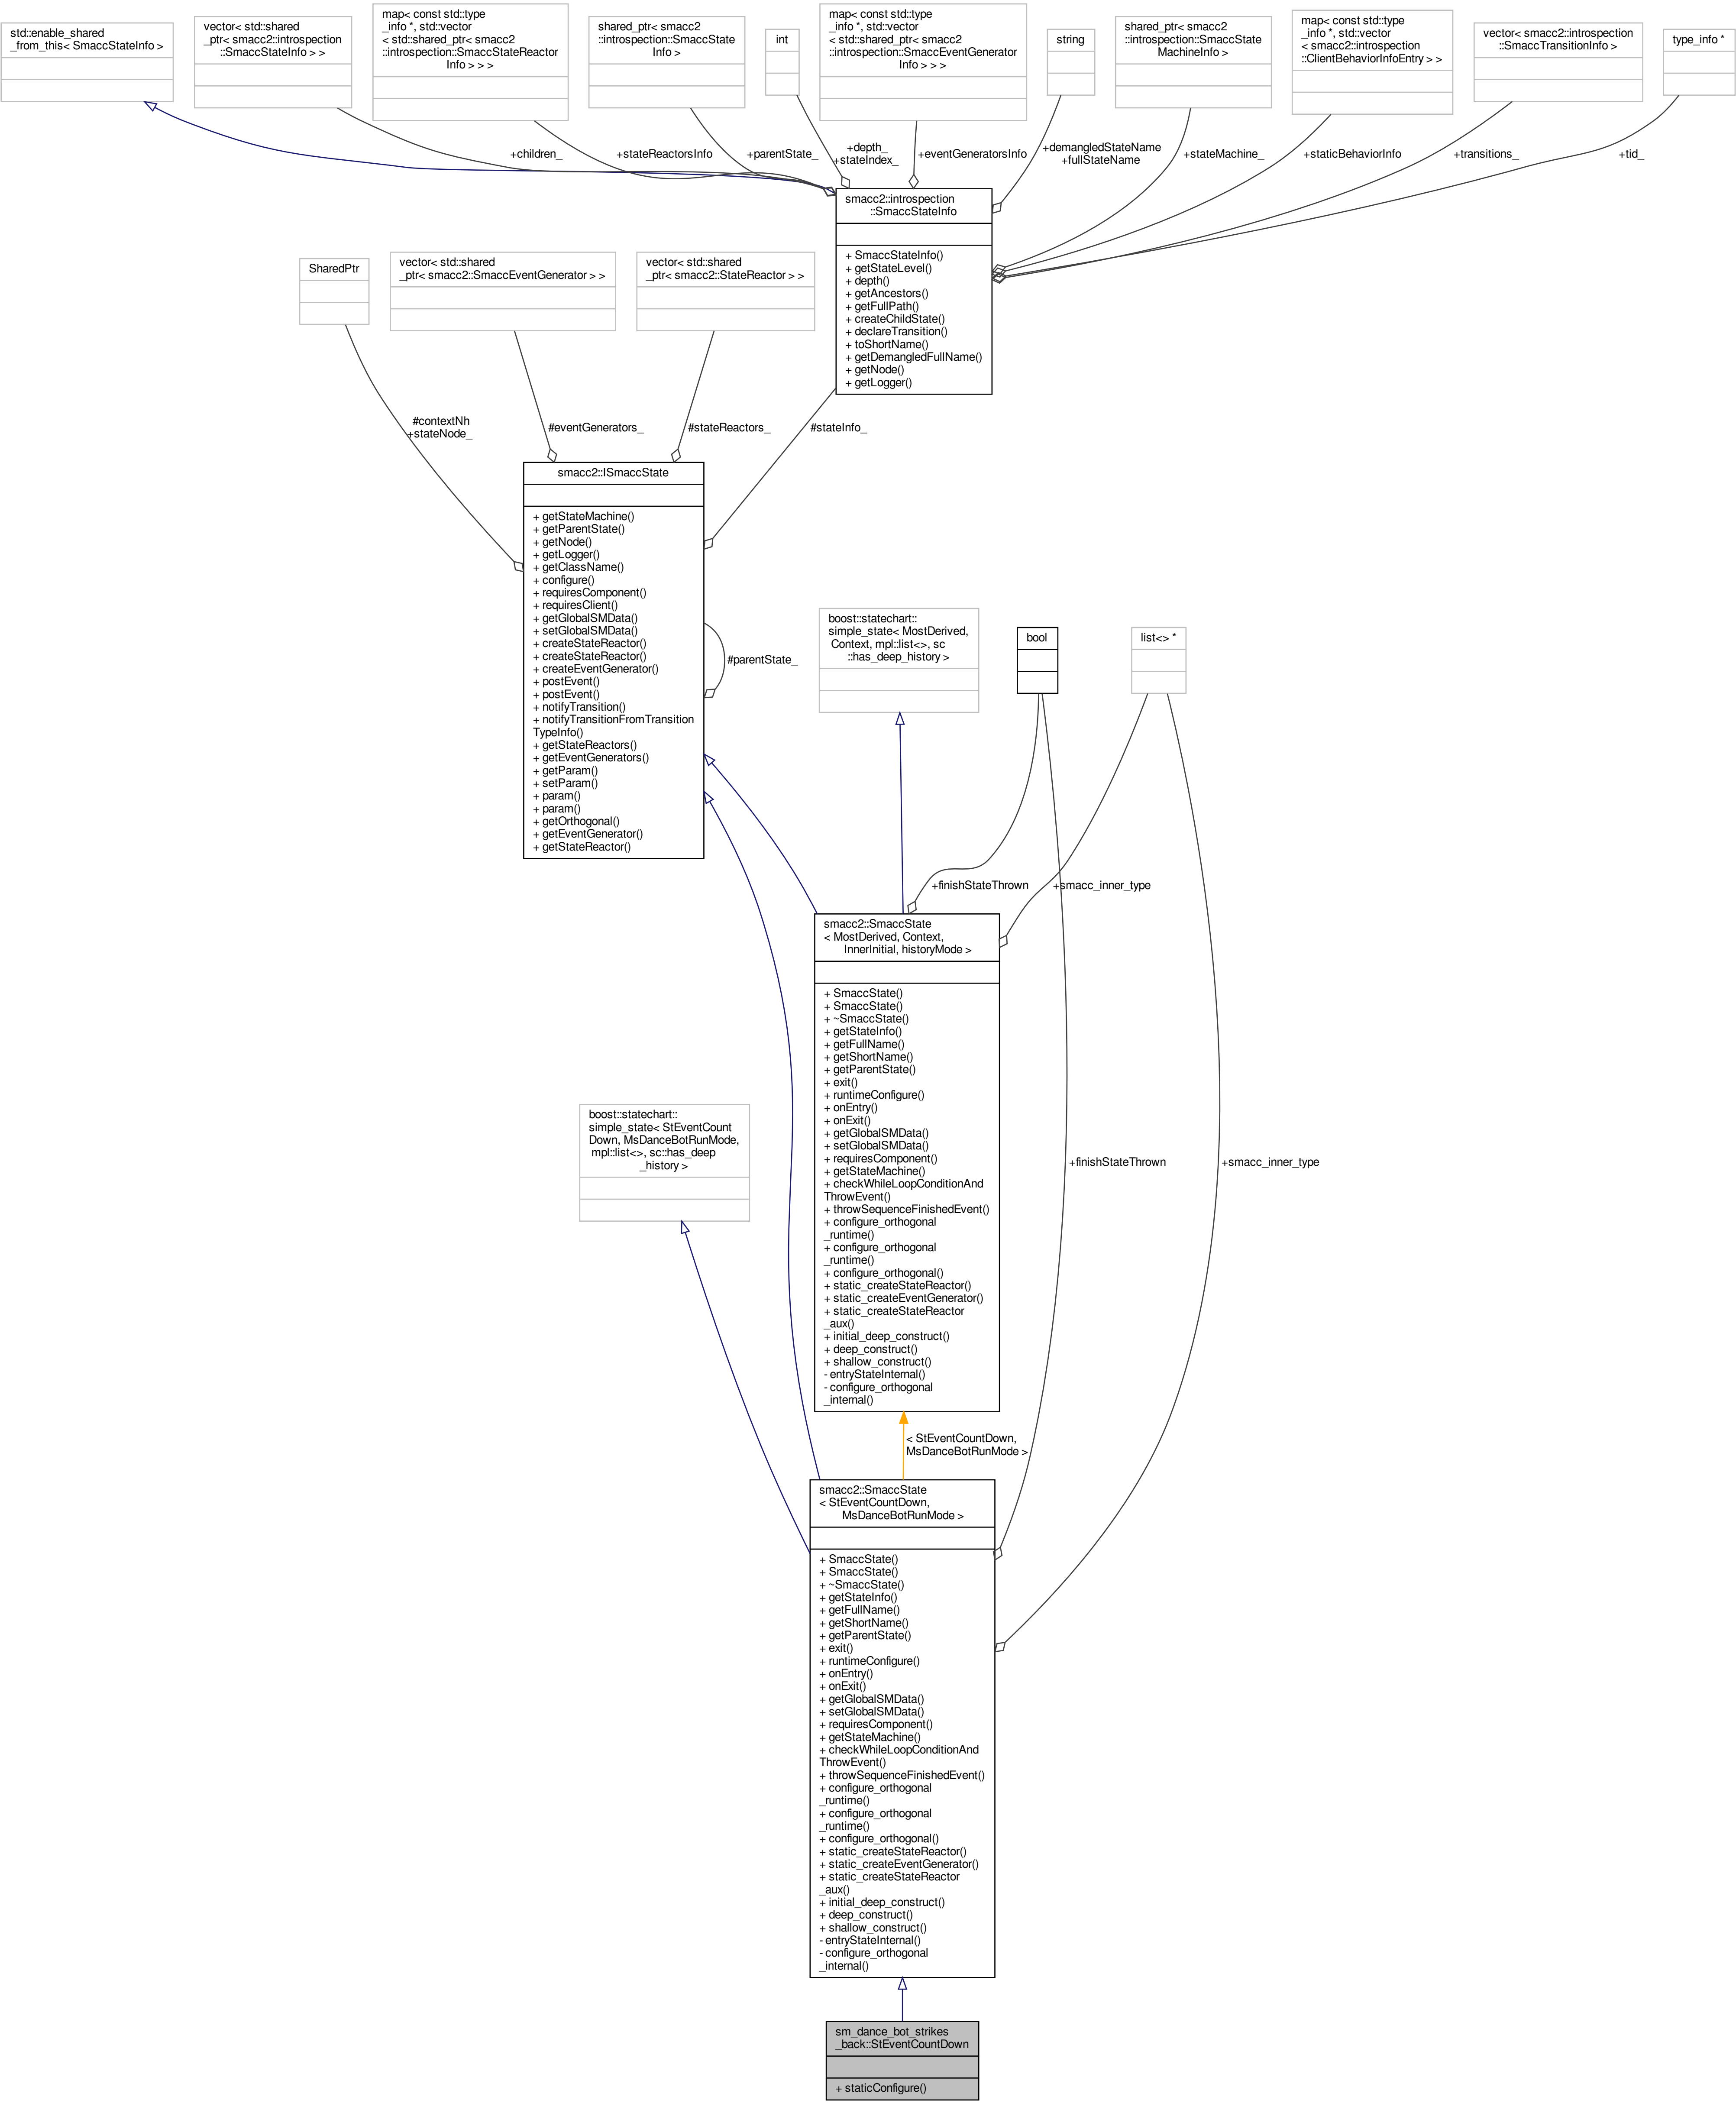 std::enable_shared
_from_this< SmaccStateInfo >
vector< std::shared
_ptr< smacc2::introspection
::SmaccStateInfo > >
map< const std::type
_info *, std::vector
< std::shared_ptr< smacc2
::introspection::SmaccStateReactor
Info > > >
shared_ptr< smacc2
::introspection::SmaccState
Info >
int
map< const std::type
_info *, std::vector
< std::shared_ptr< smacc2
::introspection::SmaccEventGenerator
Info > > >
string
shared_ptr< smacc2
::introspection::SmaccState
MachineInfo >
map< const std::type
_info *, std::vector
< smacc2::introspection
::ClientBehaviorInfoEntry > >
vector< smacc2::introspection
::SmaccTransitionInfo >
type_info *
+children_
+stateReactorsInfo
+parentState_
+depth_
+stateIndex_
+eventGeneratorsInfo
+demangledStateName
+fullStateName
+stateMachine_
+staticBehaviorInfo
+transitions_
+tid_
smacc2::introspection
::SmaccStateInfo
+ SmaccStateInfo()
+ getStateLevel()
+ depth()
+ getAncestors()
+ getFullPath()
+ createChildState()
+ declareTransition()
+ toShortName()
+ getDemangledFullName()
+ getNode()
+ getLogger()
SharedPtr
vector< std::shared
_ptr< smacc2::SmaccEventGenerator > >
vector< std::shared
_ptr< smacc2::StateReactor > >
#contextNh
+stateNode_
#eventGenerators_
#stateReactors_
#stateInfo_
smacc2::ISmaccState
+ getStateMachine()
+ getParentState()
+ getNode()
+ getLogger()
+ getClassName()
+ configure()
+ requiresComponent()
+ requiresClient()
+ getGlobalSMData()
+ setGlobalSMData()
+ createStateReactor()
+ createStateReactor()
+ createEventGenerator()
+ postEvent()
+ postEvent()
+ notifyTransition()
+ notifyTransitionFromTransition
TypeInfo()
+ getStateReactors()
+ getEventGenerators()
+ getParam()
+ setParam()
+ param()
+ param()
+ getOrthogonal()
+ getEventGenerator()
+ getStateReactor()
#parentState_
boost::statechart::
simple_state< MostDerived,
Context, mpl::list<>, sc
::has_deep_history >
bool
list<> *
+finishStateThrown
+smacc_inner_type
smacc2::SmaccState
< MostDerived, Context,
InnerInitial, historyMode >
+ SmaccState()
+ SmaccState()
+ ~SmaccState()
+ getStateInfo()
+ getFullName()
+ getShortName()
+ getParentState()
+ exit()
+ runtimeConfigure()
+ onEntry()
+ onExit()
+ getGlobalSMData()
+ setGlobalSMData()
+ requiresComponent()
+ getStateMachine()
+ checkWhileLoopConditionAnd
ThrowEvent()
+ throwSequenceFinishedEvent()
+ configure_orthogonal
_runtime()
+ configure_orthogonal
_runtime()
+ configure_orthogonal()
+ static_createStateReactor()
+ static_createEventGenerator()
+ static_createStateReactor
_aux()
+ initial_deep_construct()
+ deep_construct()
+ shallow_construct()
- entryStateInternal()
- configure_orthogonal
_internal()
boost::statechart::
simple_state< StEventCount
Down, MsDanceBotRunMode,
mpl::list<>, sc::has_deep
_history >
+finishStateThrown
+smacc_inner_type
< StEventCountDown,
MsDanceBotRunMode >
smacc2::SmaccState
< StEventCountDown,
MsDanceBotRunMode >
+ SmaccState()
+ SmaccState()
+ ~SmaccState()
+ getStateInfo()
+ getFullName()
+ getShortName()
+ getParentState()
+ exit()
+ runtimeConfigure()
+ onEntry()
+ onExit()
+ getGlobalSMData()
+ setGlobalSMData()
+ requiresComponent()
+ getStateMachine()
+ checkWhileLoopConditionAnd
ThrowEvent()
+ throwSequenceFinishedEvent()
+ configure_orthogonal
_runtime()
+ configure_orthogonal
_runtime()
+ configure_orthogonal()
+ static_createStateReactor()
+ static_createEventGenerator()
+ static_createStateReactor
_aux()
+ initial_deep_construct()
+ deep_construct()
+ shallow_construct()
- entryStateInternal()
- configure_orthogonal
_internal()
sm_dance_bot_strikes
_back::StEventCountDown
+ staticConfigure()